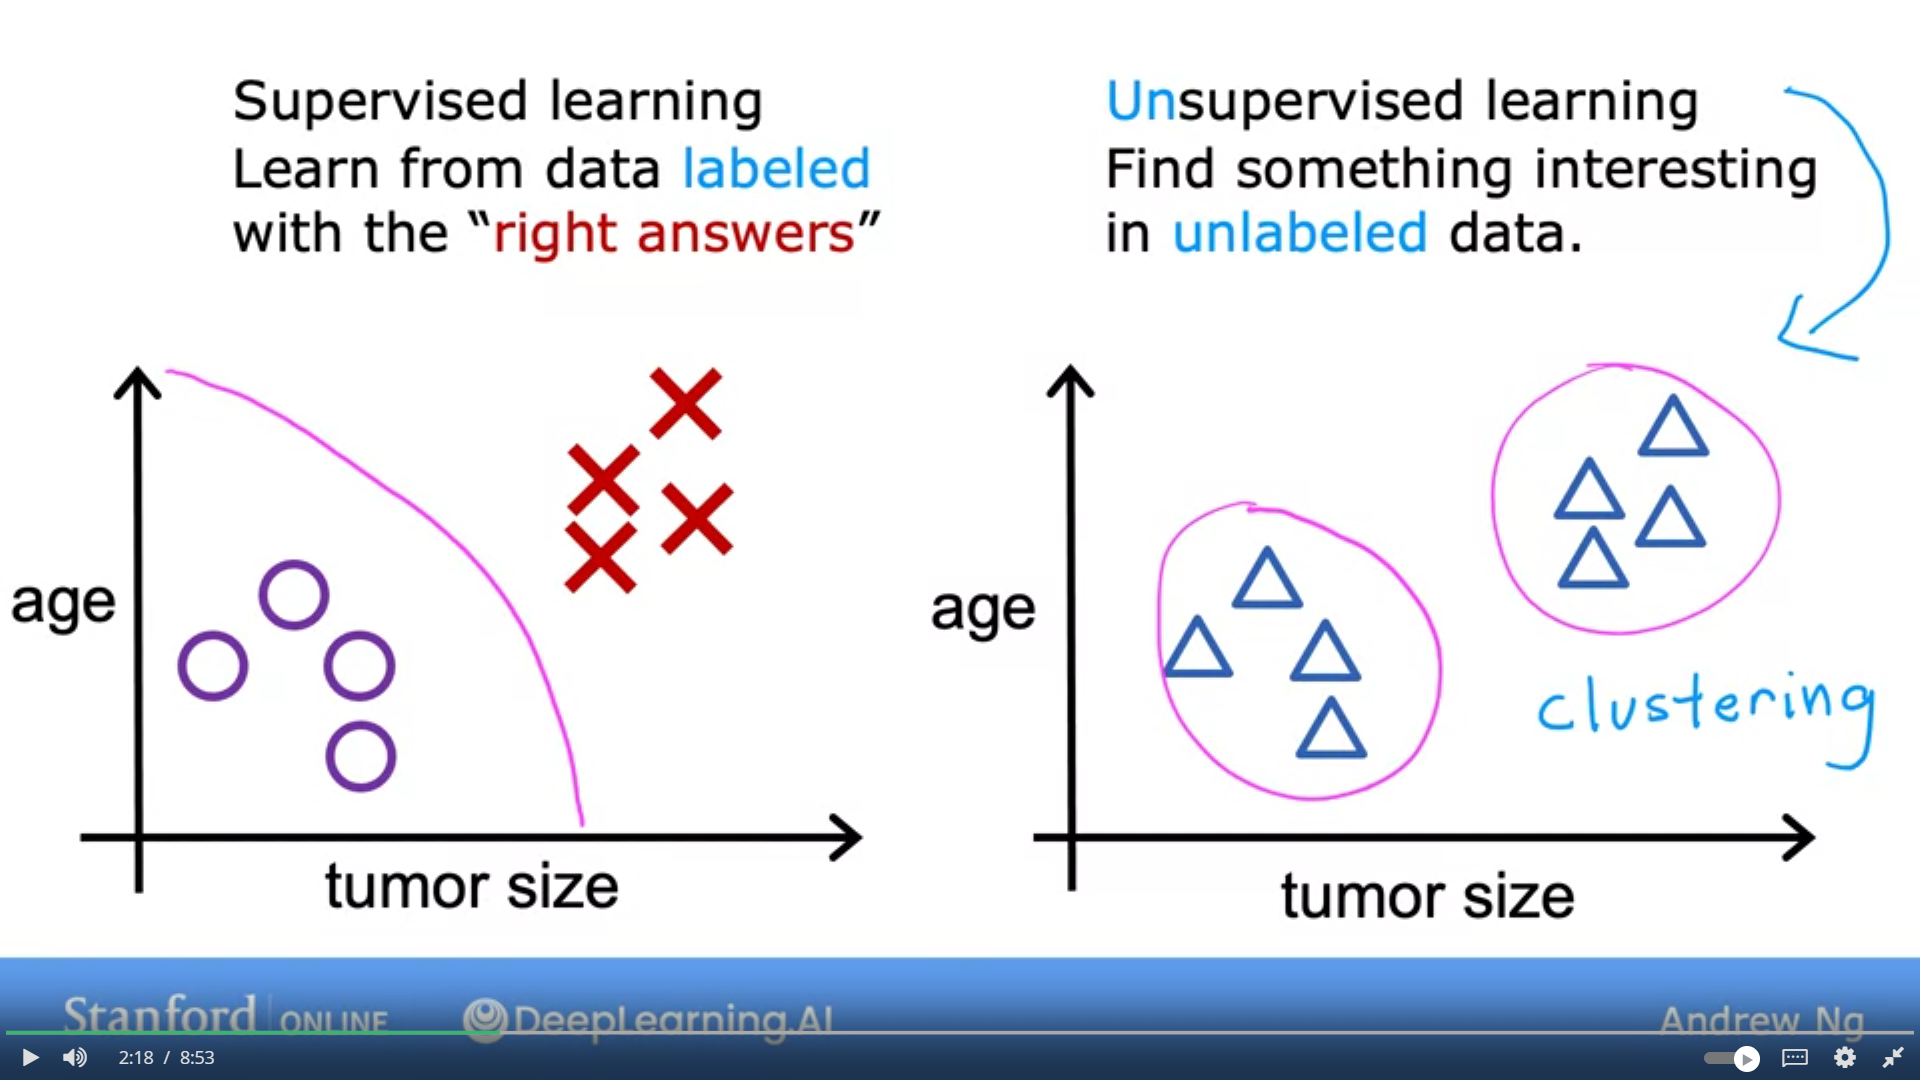 Supervised learning
Learn from data labeled
with the “right answers”
age
tumor size
Unsupervised learning
Find something interesting
in unlabeled data.
age
clustering
tumor size
Stanford | ONLINE
DeepLearning.AI
Andrew Ng
2:18 / 8:53